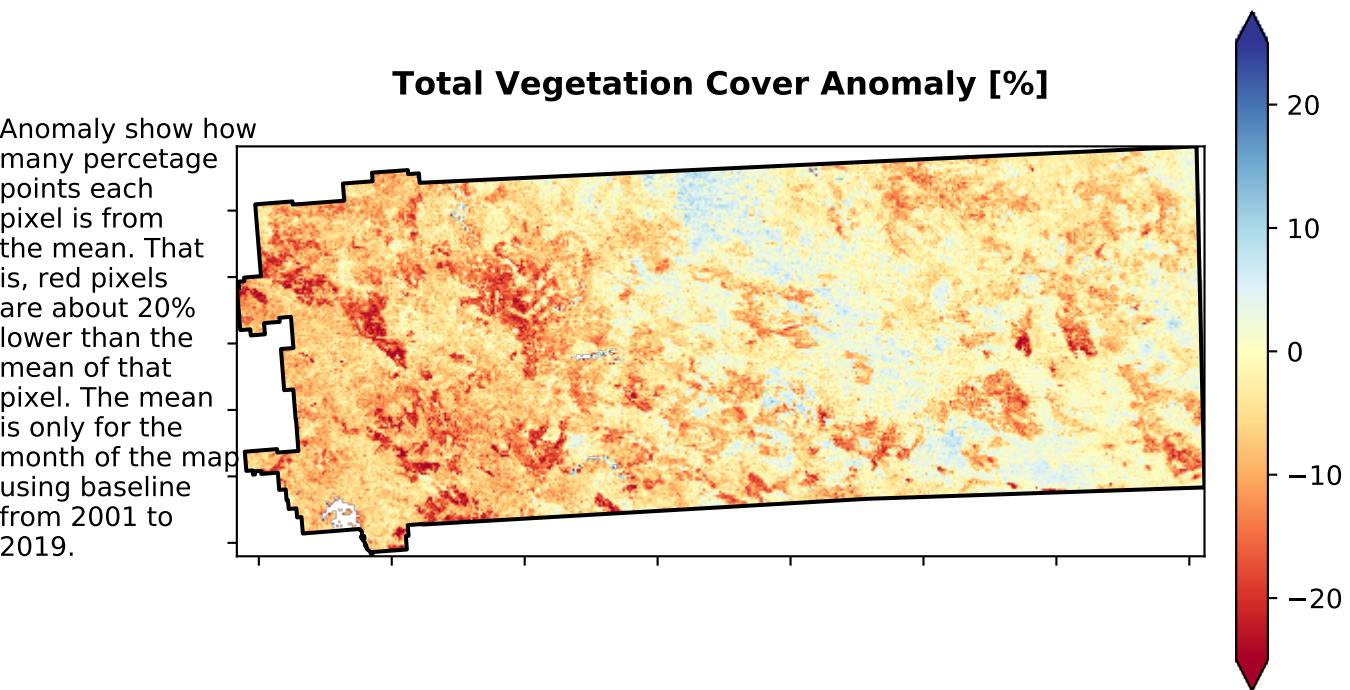 Total Vegetation Cover Anomaly [%]
Anomaly show how
many percetage
points each
pixel is from
the mean. That
is, red pixels
are about 20%
lower than the
mean of that
pixel. The mean
is only for the
month of the map
using baseline
from 2001 to
2019.
20
10
0
−10
−20